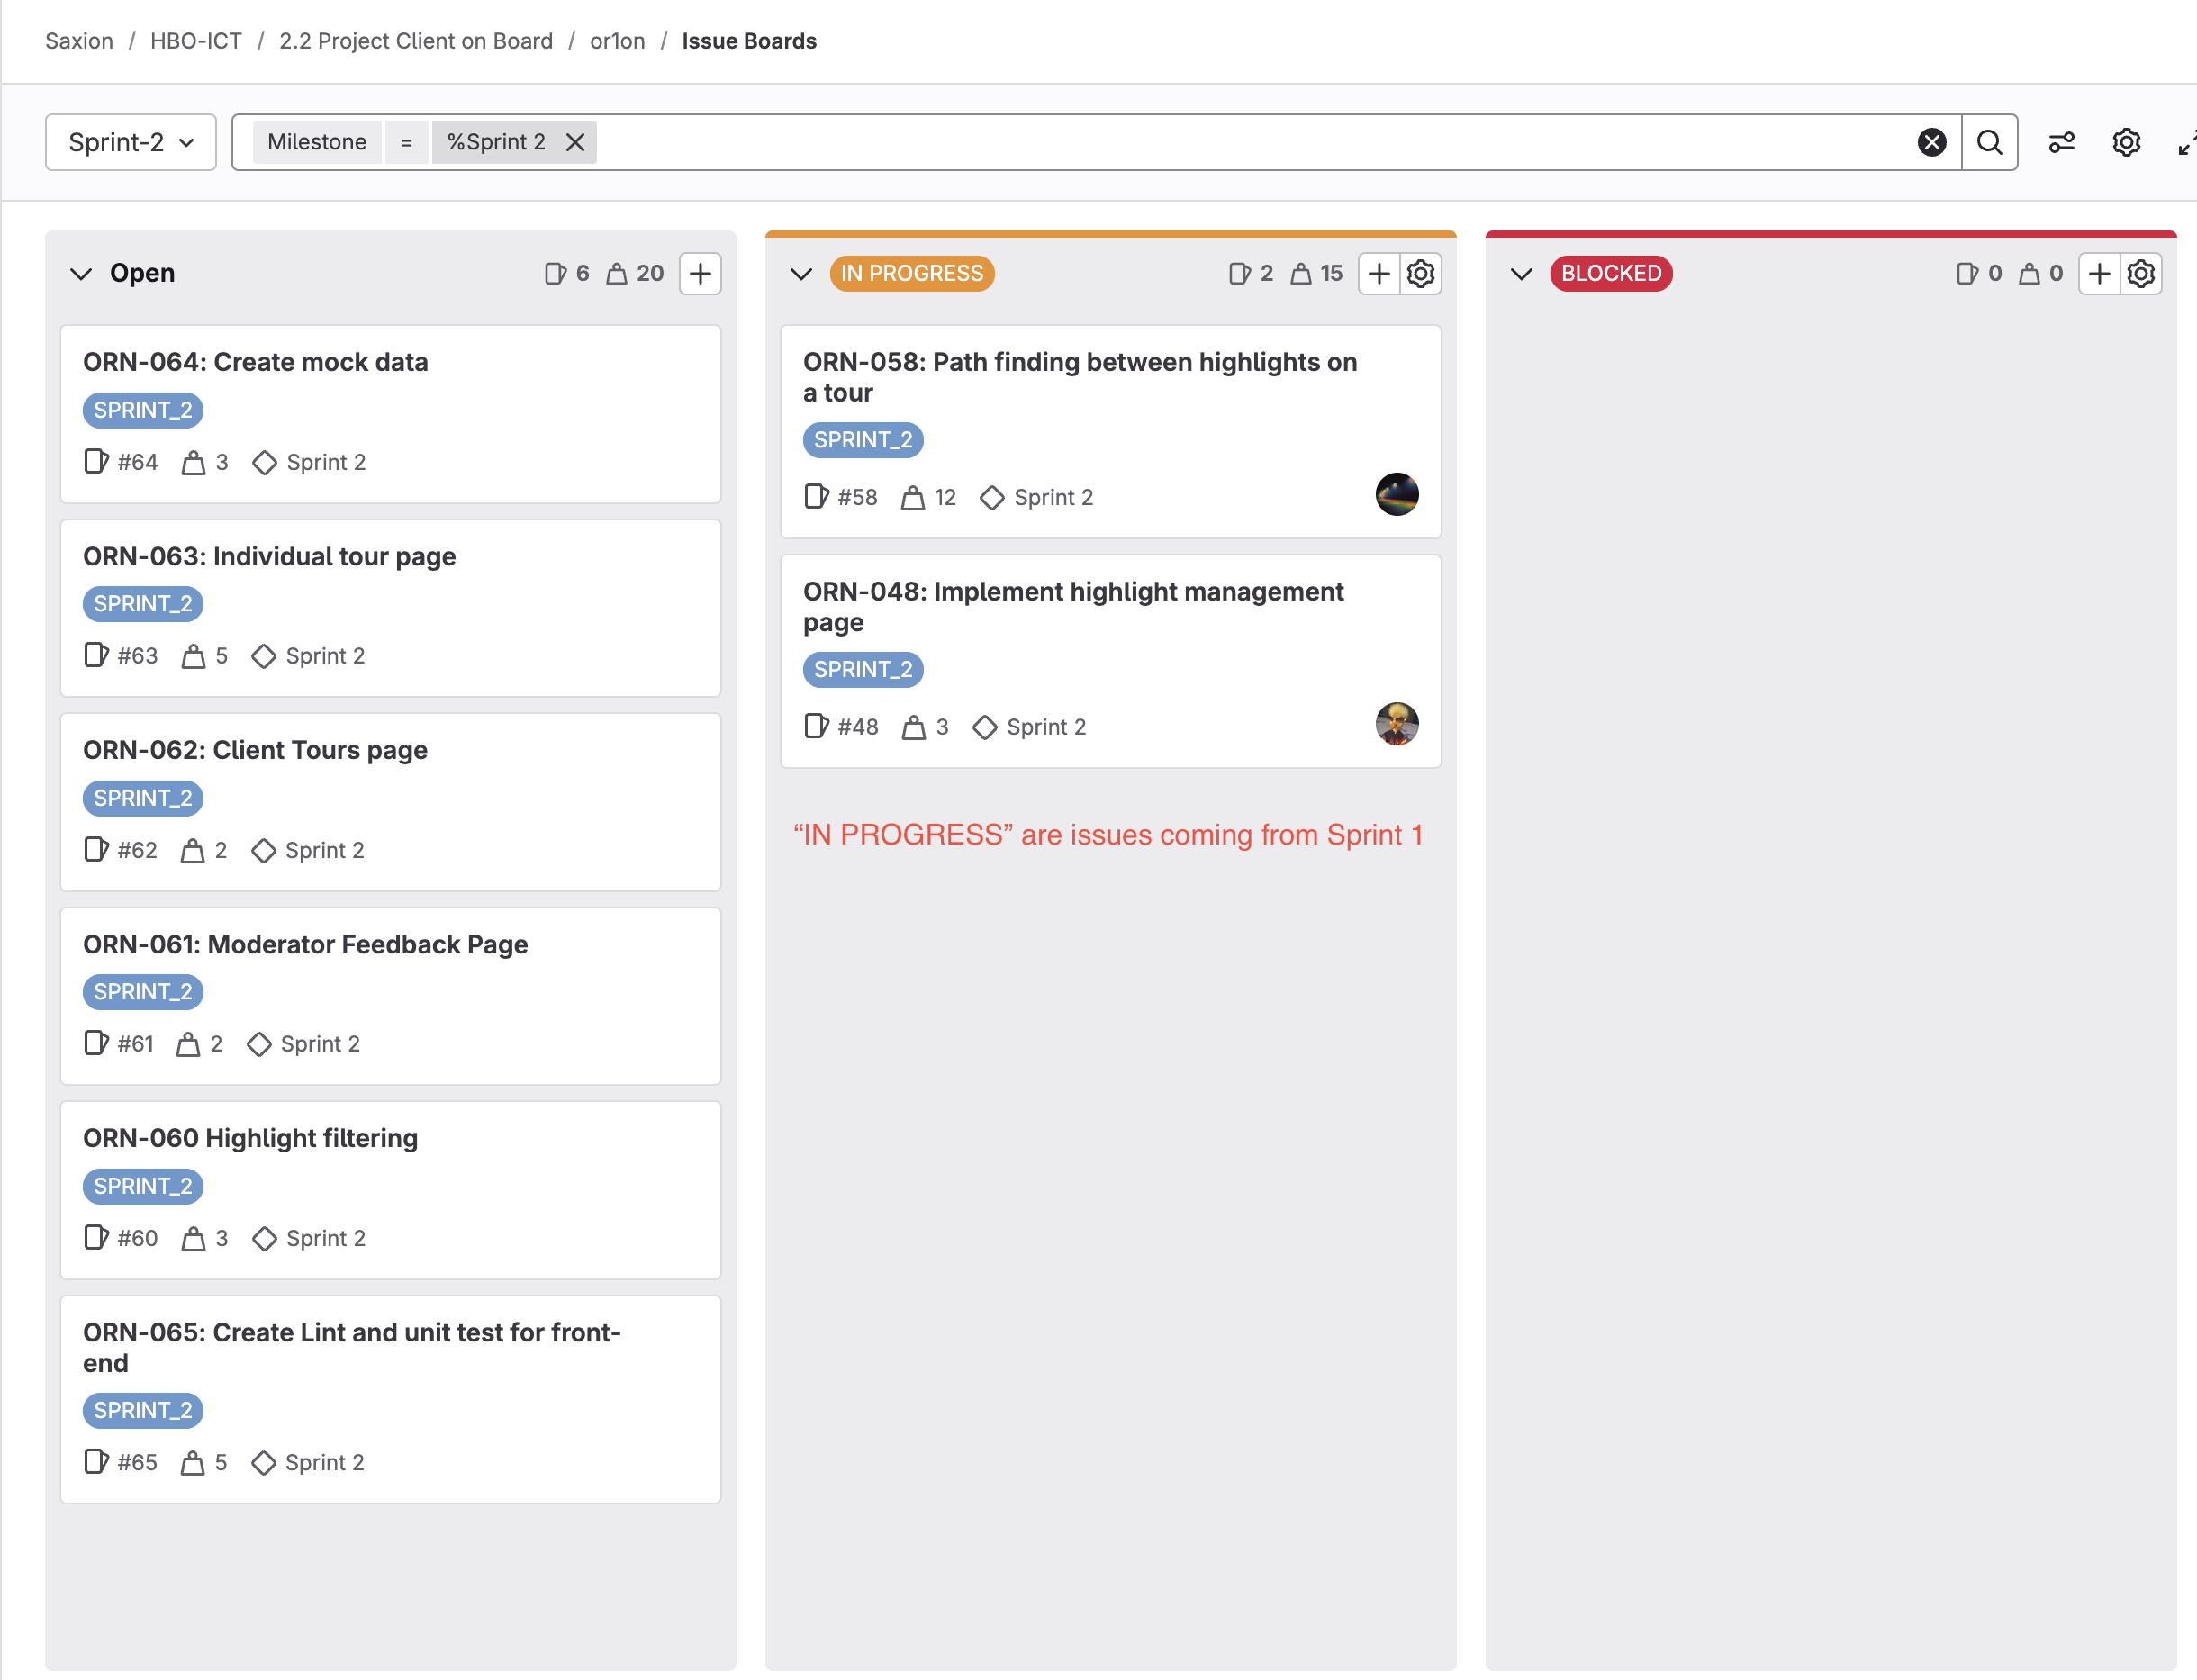 Saxion / HBO-ICT / 2.2 Project Client on Board / or1on / Issue Boards
Sprint-2 Milestone = %Sprint 2
Open 6 20
ORN-064: Create mock data
SPRINT_2
#64 3 Sprint 2
ORN-063: Individual tour page
SPRINT_2
#63 5 Sprint 2
ORN-062: Client Tours page
SPRINT_2
#62 2 Sprint 2
ORN-061: Moderator Feedback Page
SPRINT_2
#61 2 Sprint 2
ORN-060 Highlight filtering
SPRINT_2
#60 3 Sprint 2
ORN-065: Create Lint and unit test for front-
end
SPRINT_2
#65 5 Sprint 2
IN PROGRESS 2 15
ORN-058: Path finding between highlights on
a tour
SPRINT_2
#58 12 Sprint 2
ORN-048: Implement highlight management
page
SPRINT_2
#48 3 Sprint 2
“IN PROGRESS” are issues coming from Sprint 1
BLOCKED 0 0